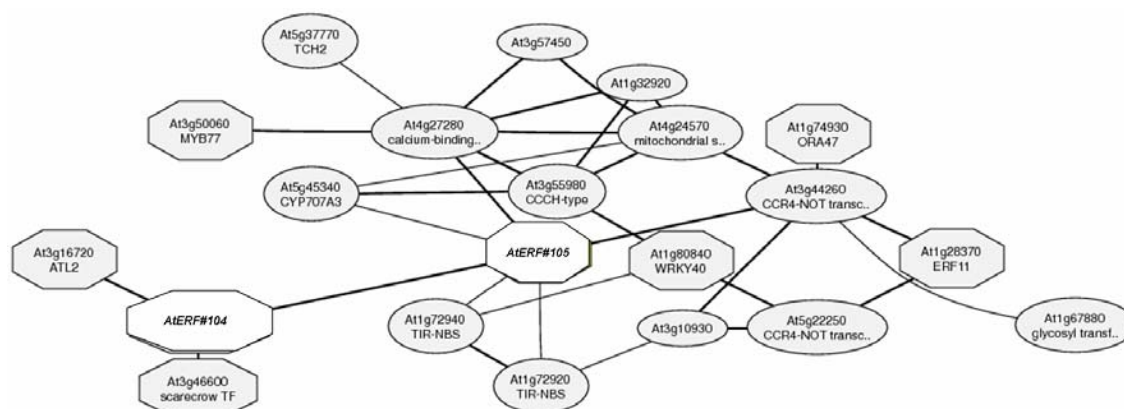 At5g37770
TCH2
At3g57450
At1g32920
At3g50060
MYB77
At4g27280
calcium-binding..
At4g24570
mitochondrial s..
At1g74930
ORA47
At5g45340
CYP707A3
At3g55980
CCCH-type
At3g44260
CCR4-NOT transc..
At3g16720
ATL2
AtERF#105
At1g80840
WRKY40
At1g28370
ERF11
AtERF#104
At1g72940
TIR-NBS
At3g10930
At5g22250
CCR4-NOT transc..
At1g67880
glycosyl transf..
At3g46600
scarecrow TF
At1g72920
TIR-NBS